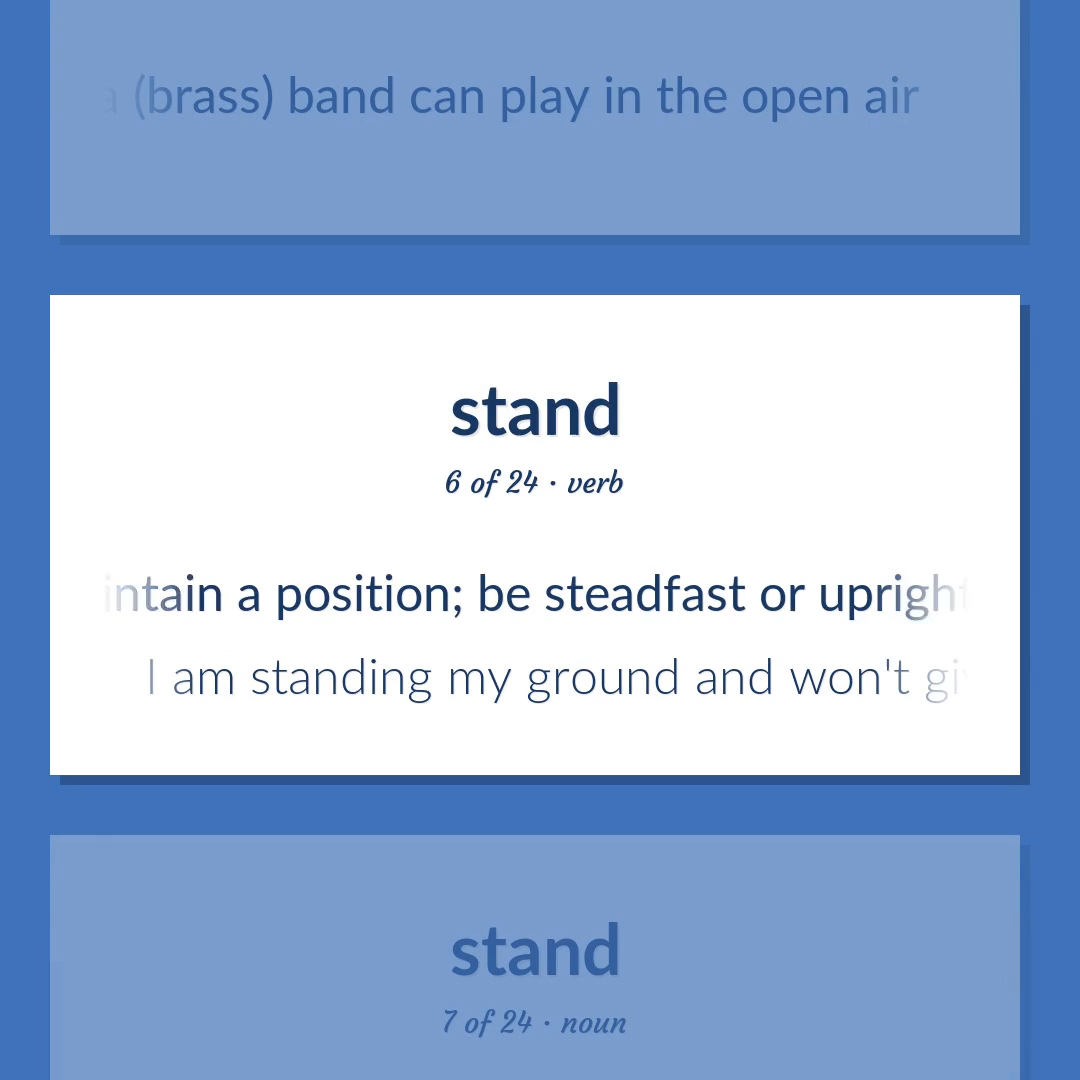 a (brass) band can play in the open air
stand
6 of 24 · verb
intain a position; be steadfast or upright
I am standing my ground and won't gi
stand
7 of 24 · noun